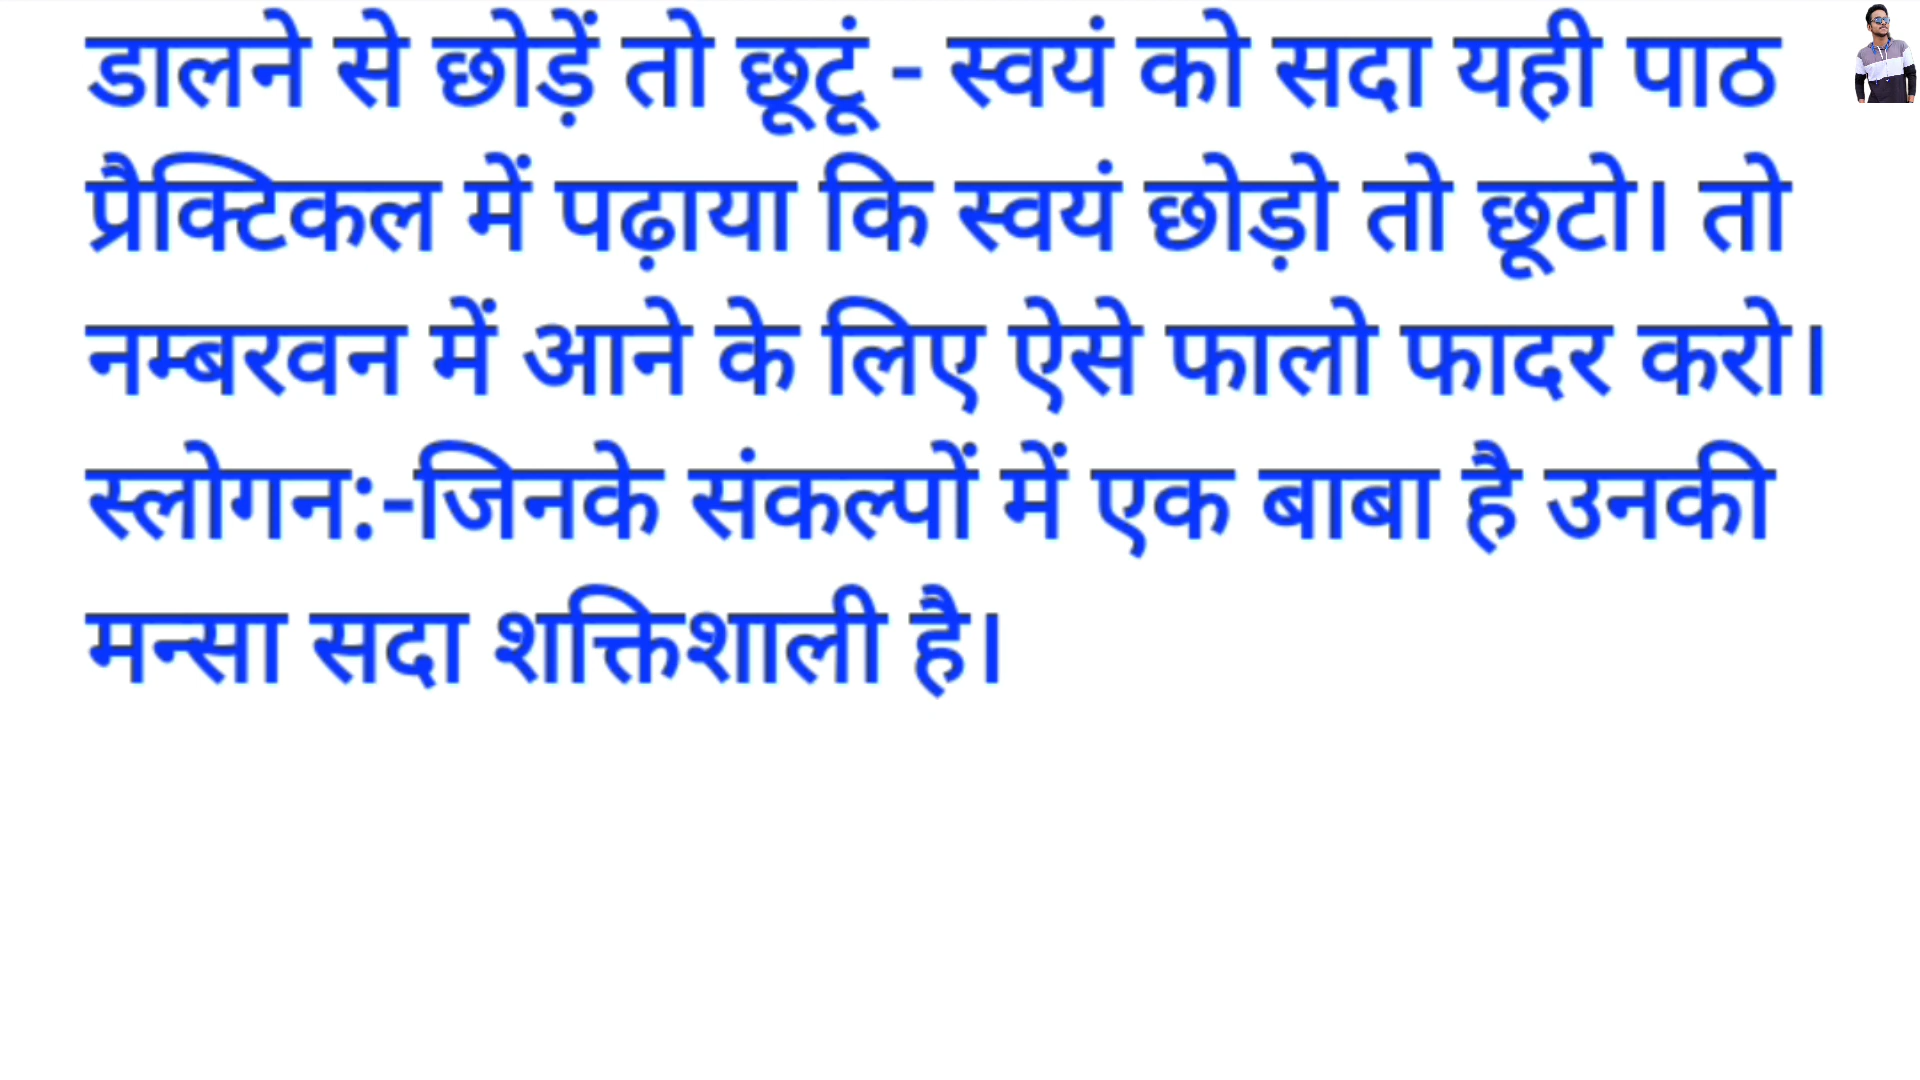 डालने से छोड़ें तो छूटूं - स्वयं को सदा यही पाठ
प्रैक्टिकल में पढ़ाया कि स्वयं छोड़ो तो छूटो। तो
नम्बरवन में आने के लिए ऐसे फालो फादर करो।
स्लोगन:-जिनके संकल्पों में एक बाबा है उनकी
मन्सा सदा शक्तिशाली है।